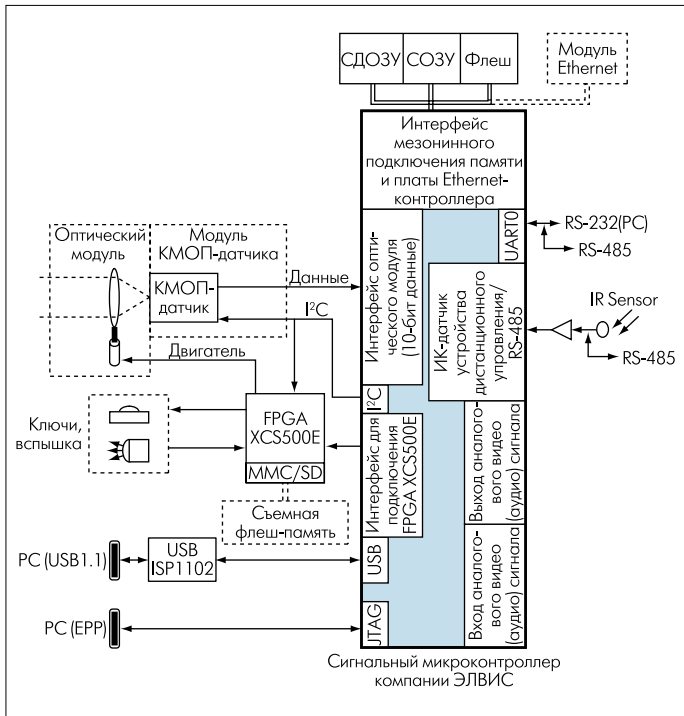 СДОЗУ
СОЗУ
Флеш
Модуль
Ethernet
Интерфейс
мезонинного
подключения памяти
и платы Ethernet-
контроллера
Оптический
модуль
Модуль
КМОП-датчика
КМОП-
датчик
Данные
I²C
Двигатель
Интерфейс опти-
ческого модуля
(10-бит данные)
UART0
RS-232(PC)
RS-485
ИК-датчик
устройства
дистанционного
управления/
RS-485
IR Sensor
RS-485
Ключи,
вспышка
FPGA
XCS500E
MMC/SD
Съемная
флеш-память
I²C
Интерфейс для
подключения
FPGA XCS500E
Выход аналого-
вого видео
(аудио) сигнала
PC (USB1.1)
USB
ISP1102
USB
Вход аналого-
вого видео
(аудио) сигнала
PC (EPP)
JTAG
Сигнальный микроконтроллер
компании ЭЛВИС